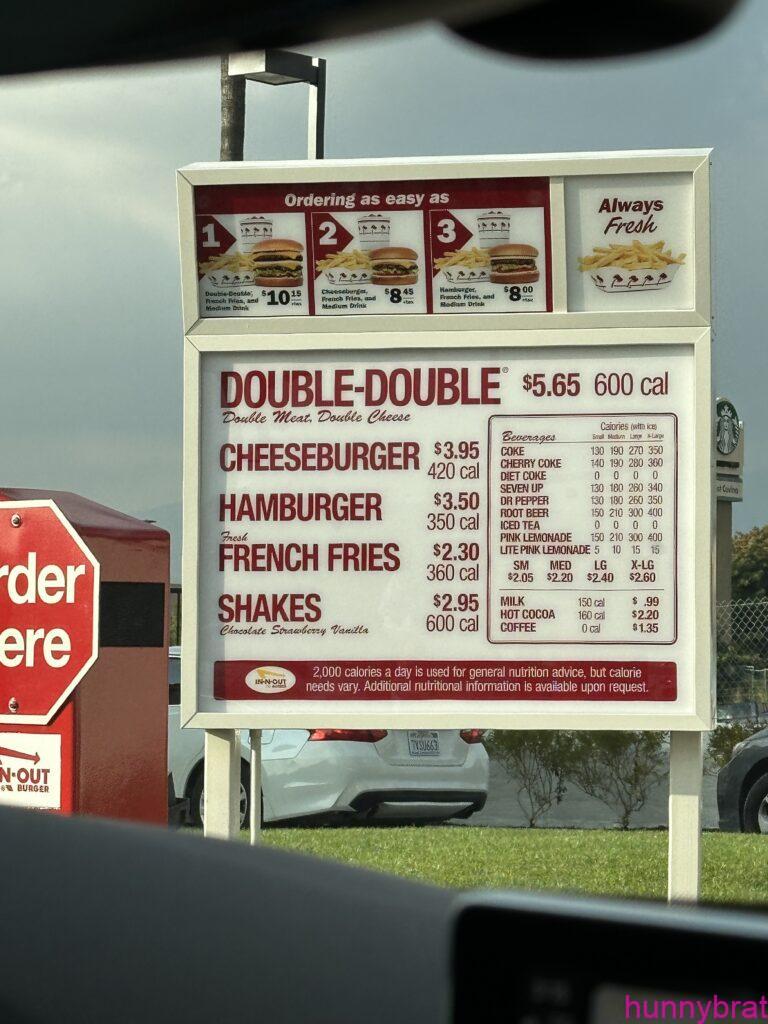 Ordering as easy as
1
2
3
Double-Double,
French Fries, and
Medium Drink
$10 15
Cheeseburger,
French Fries, and
Medium Drink
$8 45
Hamburger,
French Fries, and
Medium Drink
$8 00
Always
Fresh
DOUBLE-DOUBLE® $5.65 600 cal
Double Meat, Double Cheese
CHEESEBURGER $3.95
420 cal
HAMBURGER $3.50
350 cal
Fresh
FRENCH FRIES $2.30
360 cal
SHAKES $2.95
Chocolate Strawberry Vanilla 600 cal
Calories (with ice)
Beverages Small Medium Large X-Large
COKE 130 190 270 350
CHERRY COKE 140 190 280 360
DIET COKE 0 0 0 0
SEVEN UP 130 180 260 340
DR PEPPER 130 180 260 350
ROOT BEER 150 210 300 400
ICED TEA 0 0 0 0
PINK LEMONADE 150 210 300 400
LITE PINK LEMONADE 5 10 15 15
SM MED LG X-LG
$2.05 $2.20 $2.40 $2.60
MILK 150 cal $ .99
HOT COCOA 160 cal $2.20
COFFEE 0 cal $1.35
IN-N-OUT
BURGER
2,000 calories a day is used for general nutrition advice, but calorie
needs vary. Additional nutritional information is available upon request.
rder
ere
N-OUT
BURGER
hunnybrat